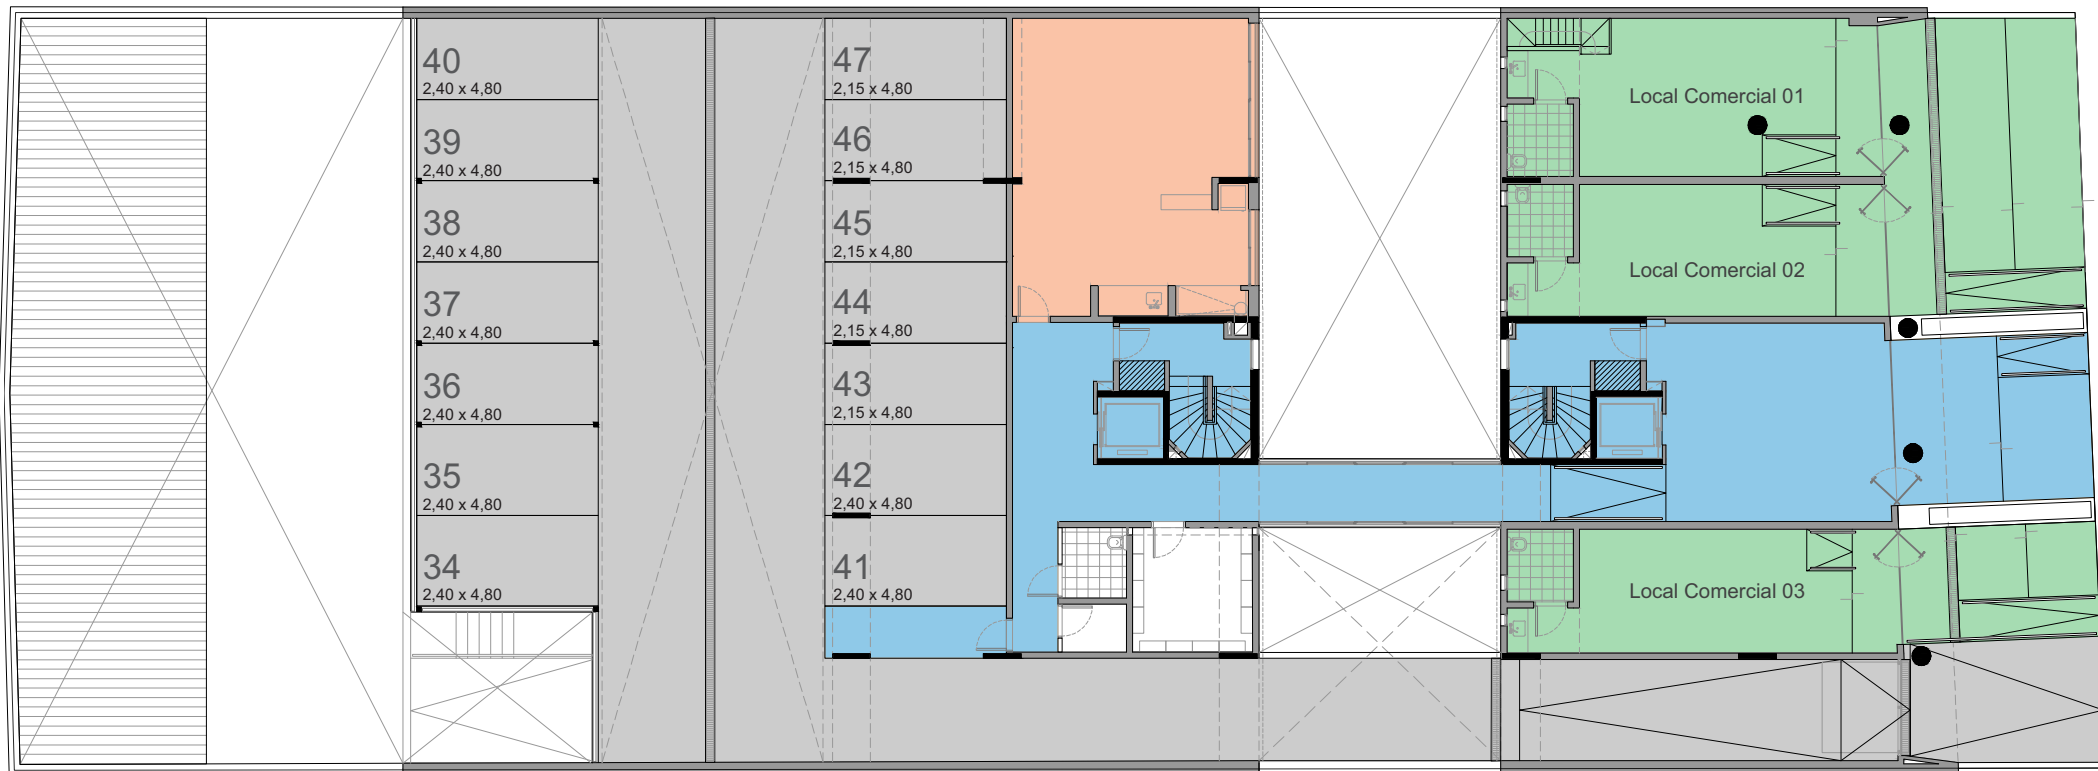 40
2,40 x 4,80
39
2,40 x 4,80
38
2,40 x 4,80
37
2,40 x 4,80
36
2,40 x 4,80
35
2,40 x 4,80
34
2,40 x 4,80
47
2,15 x 4,80
46
2,15 x 4,80
45
2,15 x 4,80
44
2,15 x 4,80
43
2,15 x 4,80
42
2,40 x 4,80
41
2,40 x 4,80
Local Comercial 01
Local Comercial 02
Local Comercial 03